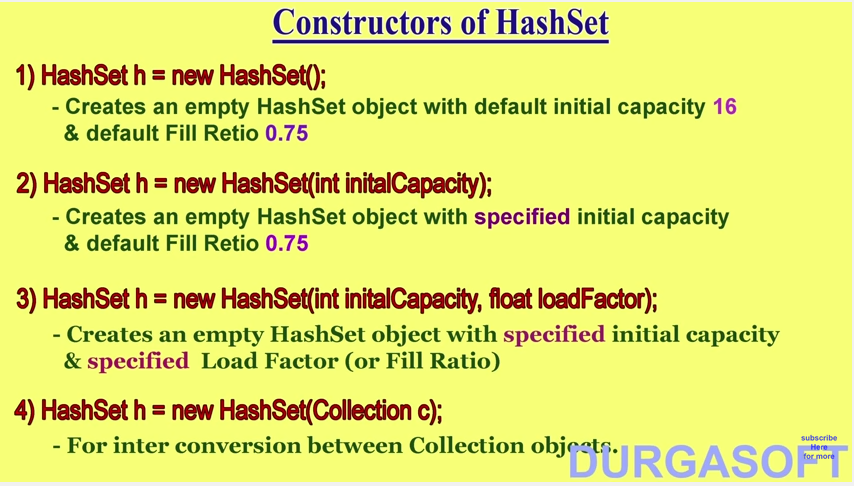 Constructors of HashSet
1) HashSet h = new HashSet();
- Creates an empty HashSet object with default initial capacity 16
& default Fill Retio 0.75
2) HashSet h = new HashSet(int initalCapacity);
- Creates an empty HashSet object with specified initial capacity
& default Fill Retio 0.75
3) HashSet h = new HashSet(int initalCapacity, float loadFactor);
- Creates an empty HashSet object with specified initial capacity
& specified Load Factor (or Fill Ratio)
4) HashSet h = new HashSet(Collection c);
- For inter conversion between Collection objects.
DURGASOFT
subscribe
Here
for more